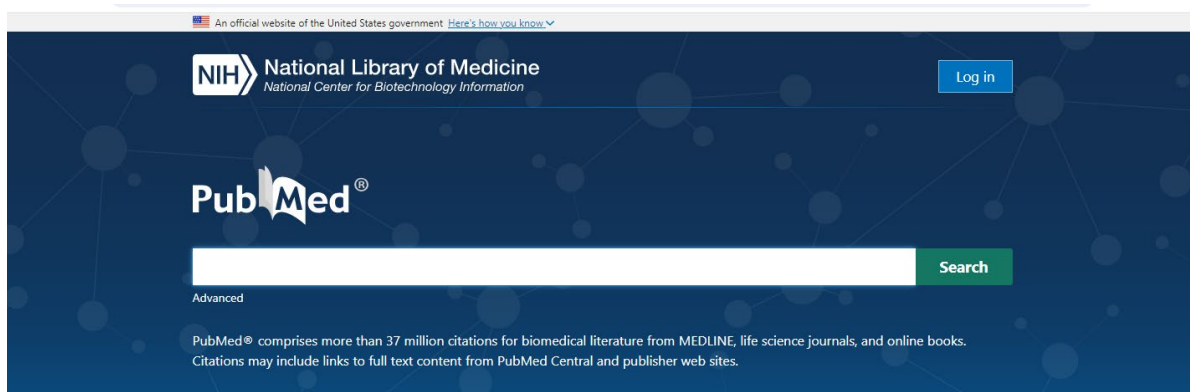 An official website of the United States government Here's how you know
NIH National Library of Medicine
National Center for Biotechnology Information
Log in
PubMed®
Search
Advanced
PubMed® comprises more than 37 million citations for biomedical literature from MEDLINE, life science journals, and online books.
Citations may include links to full text content from PubMed Central and publisher web sites.